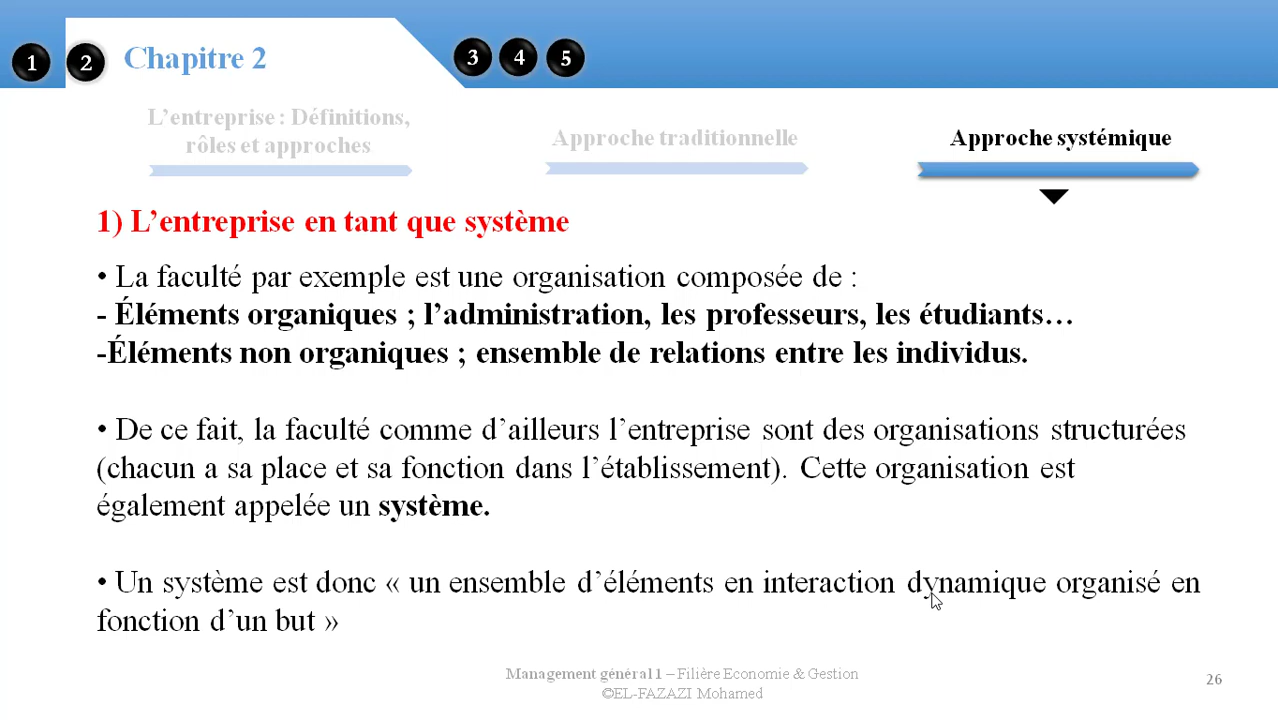 1 2 Chapitre 2 3 4 5
L’entreprise : Définitions,
rôles et approches
Approche traditionnelle
Approche systémique
1) L’entreprise en tant que système
• La faculté par exemple est une organisation composée de :
- Éléments organiques ; l’administration, les professeurs, les étudiants…
-Éléments non organiques ; ensemble de relations entre les individus.
• De ce fait, la faculté comme d’ailleurs l’entreprise sont des organisations structurées
(chacun a sa place et sa fonction dans l’établissement). Cette organisation est
également appelée un système.
• Un système est donc « un ensemble d’éléments en interaction dynamique organisé en
fonction d’un but »
Management général 1 – Filière Economie & Gestion
©EL-FAZAZI Mohamed
26